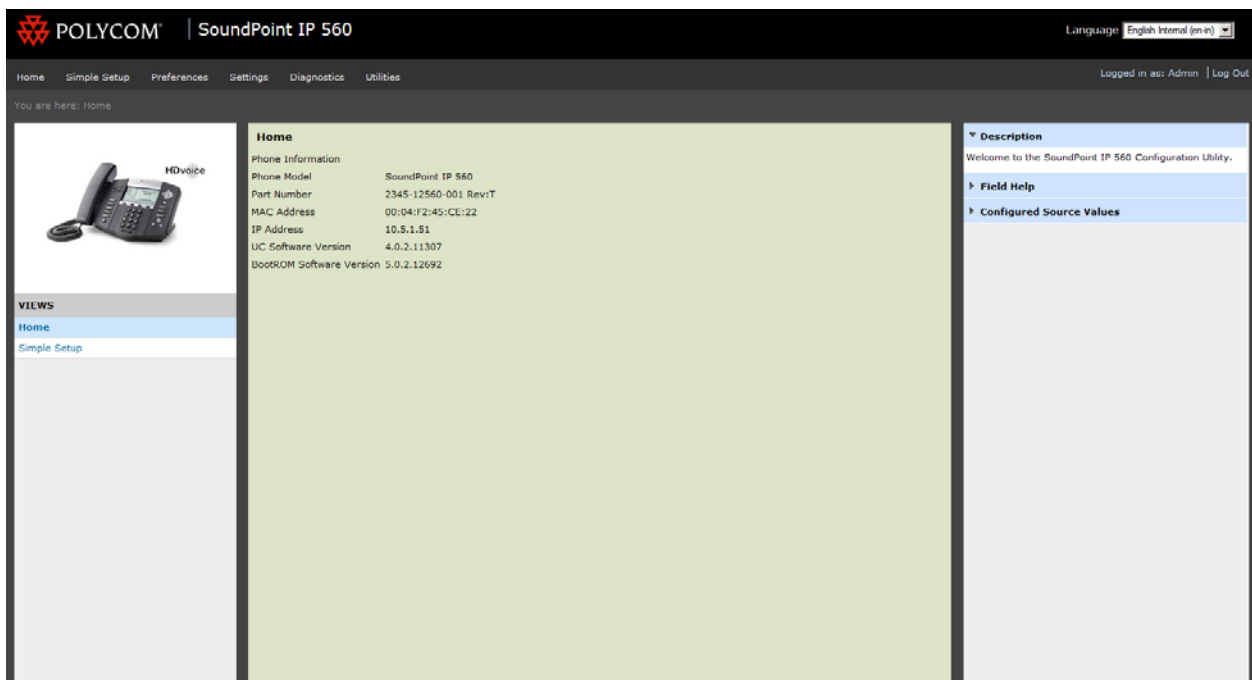 POLYCOM® | SoundPoint IP 560
Language English Internal (en-in)
Home Simple Setup Preferences Settings Diagnostics Utilities
Logged in as: Admin | Log Out
You are here: Home
HDvoice
VIEWS
Home
Simple Setup
Home
Phone Information
Phone Model SoundPoint IP 560
Part Number 2345-12560-001 Rev:T
MAC Address 00:04:F2:45:CE:22
IP Address 10.5.1.51
UC Software Version 4.0.2.11307
BootROM Software Version 5.0.2.12692
Description
Welcome to the SoundPoint IP 560 Configuration Utility.
Field Help
Configured Source Values